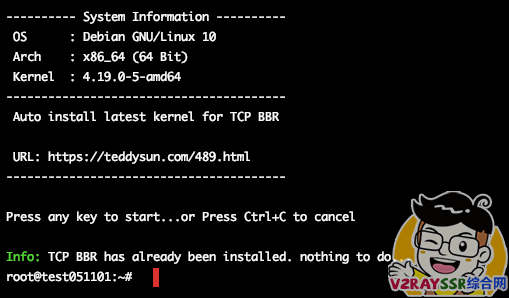 ---------- System Information ----------
OS      : Debian GNU/Linux 10
Arch    : x86_64 (64 Bit)
Kernel  : 4.19.0-5-amd64
----------------------------------------
Auto install latest kernel for TCP BBR
URL: https://teddysun.com/489.html
----------------------------------------
Press any key to start...or Press Ctrl+C to cancel
Info: TCP BBR has already been installed. nothing to do...
root@test051101:~#
V2RAYSSR综合网